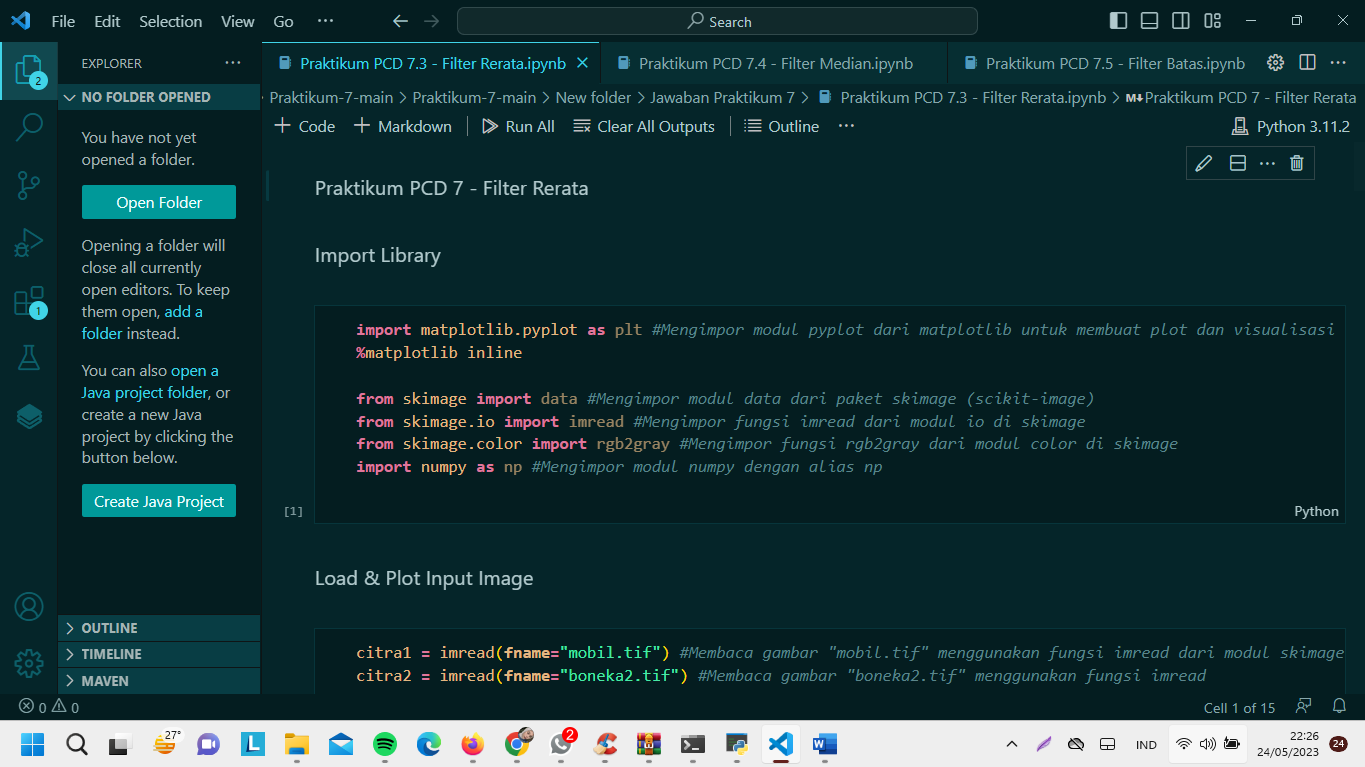 File Edit Selection View Go ... Search
EXPLORER ...
2
NO FOLDER OPENED
You have not yet
opened a folder.
Open Folder
Opening a folder will
close all currently
open editors. To keep
them open, add a
folder instead.
1
You can also open a
Java project folder, or
create a new Java
project by clicking the
button below.
Create Java Project
OUTLINE
TIMELINE
MAVEN
Praktikum PCD 7.3 - Filter Rerata.ipynb Praktikum PCD 7.4 - Filter Median.ipynb Praktikum PCD 7.5 - Filter Batas.ipynb ...
Praktikum-7-main > Praktikum-7-main > New folder > Jawaban Praktikum 7 > Praktikum PCD 7.3 - Filter Rerata.ipynb > M↓Praktikum PCD 7 - Filter Rerata
+ Code + Markdown Run All Clear All Outputs Outline ... Python 3.11.2
Praktikum PCD 7 - Filter Rerata
Import Library
import matplotlib.pyplot as plt #Mengimpor modul pyplot dari matplotlib untuk membuat plot dan visualisasi
%matplotlib inline
from skimage import data #Mengimpor modul data dari paket skimage (scikit-image)
from skimage.io import imread #Mengimpor fungsi imread dari modul io di skimage
from skimage.color import rgb2gray #Mengimpor fungsi rgb2gray dari modul color di skimage
import numpy as np #Mengimpor modul numpy dengan alias np
[1] Python
Load & Plot Input Image
citra1 = imread(fname="mobil.tif") #Membaca gambar "mobil.tif" menggunakan fungsi imread dari modul skimage
citra2 = imread(fname="boneka2.tif") #Membaca gambar "boneka2.tif" menggunakan fungsi imread
0 0 Cell 1 of 15
27° L 2 W IND 22:26
24/05/2023 24